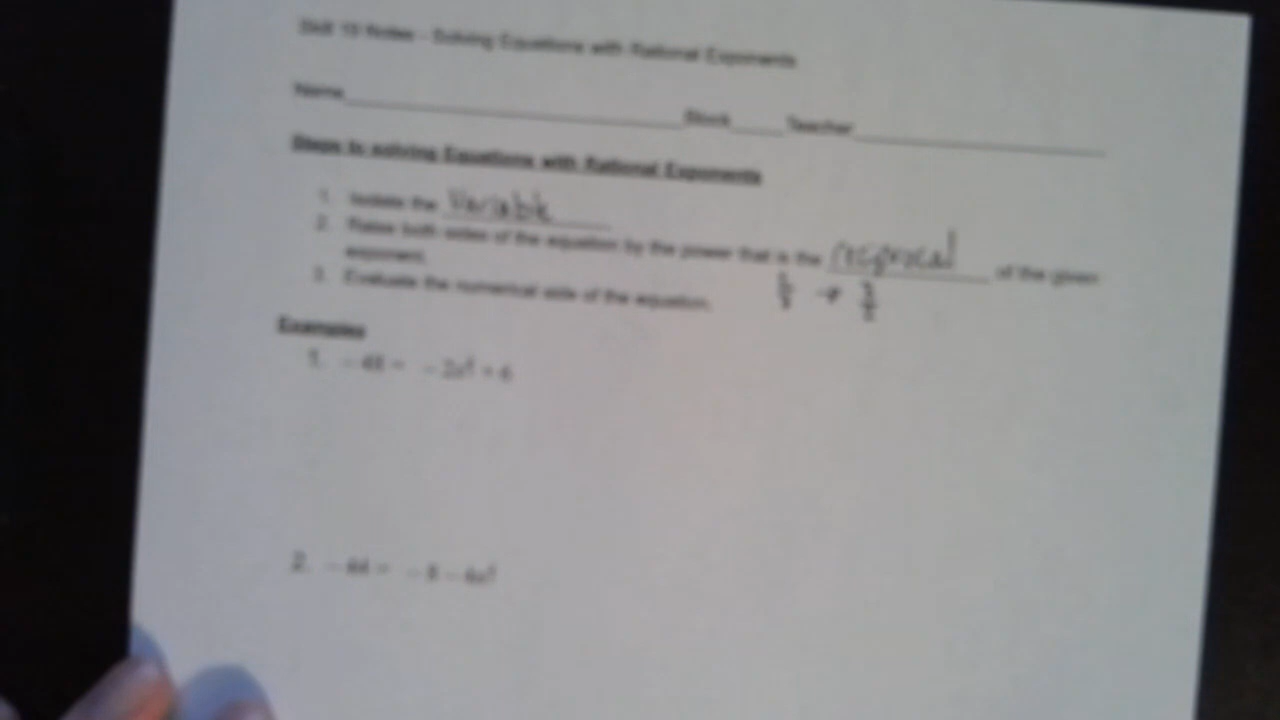 Notes - Solving Equations with Rational Exponents
Name Block Teacher
Steps to solving Equations with Rational Exponents
1. Isolate the Variable
2. Raise both sides of the equation by the power that is the reciprocal of the given
exponent.
3. Evaluate the numerical side of the equation.
Examples
1.
2.